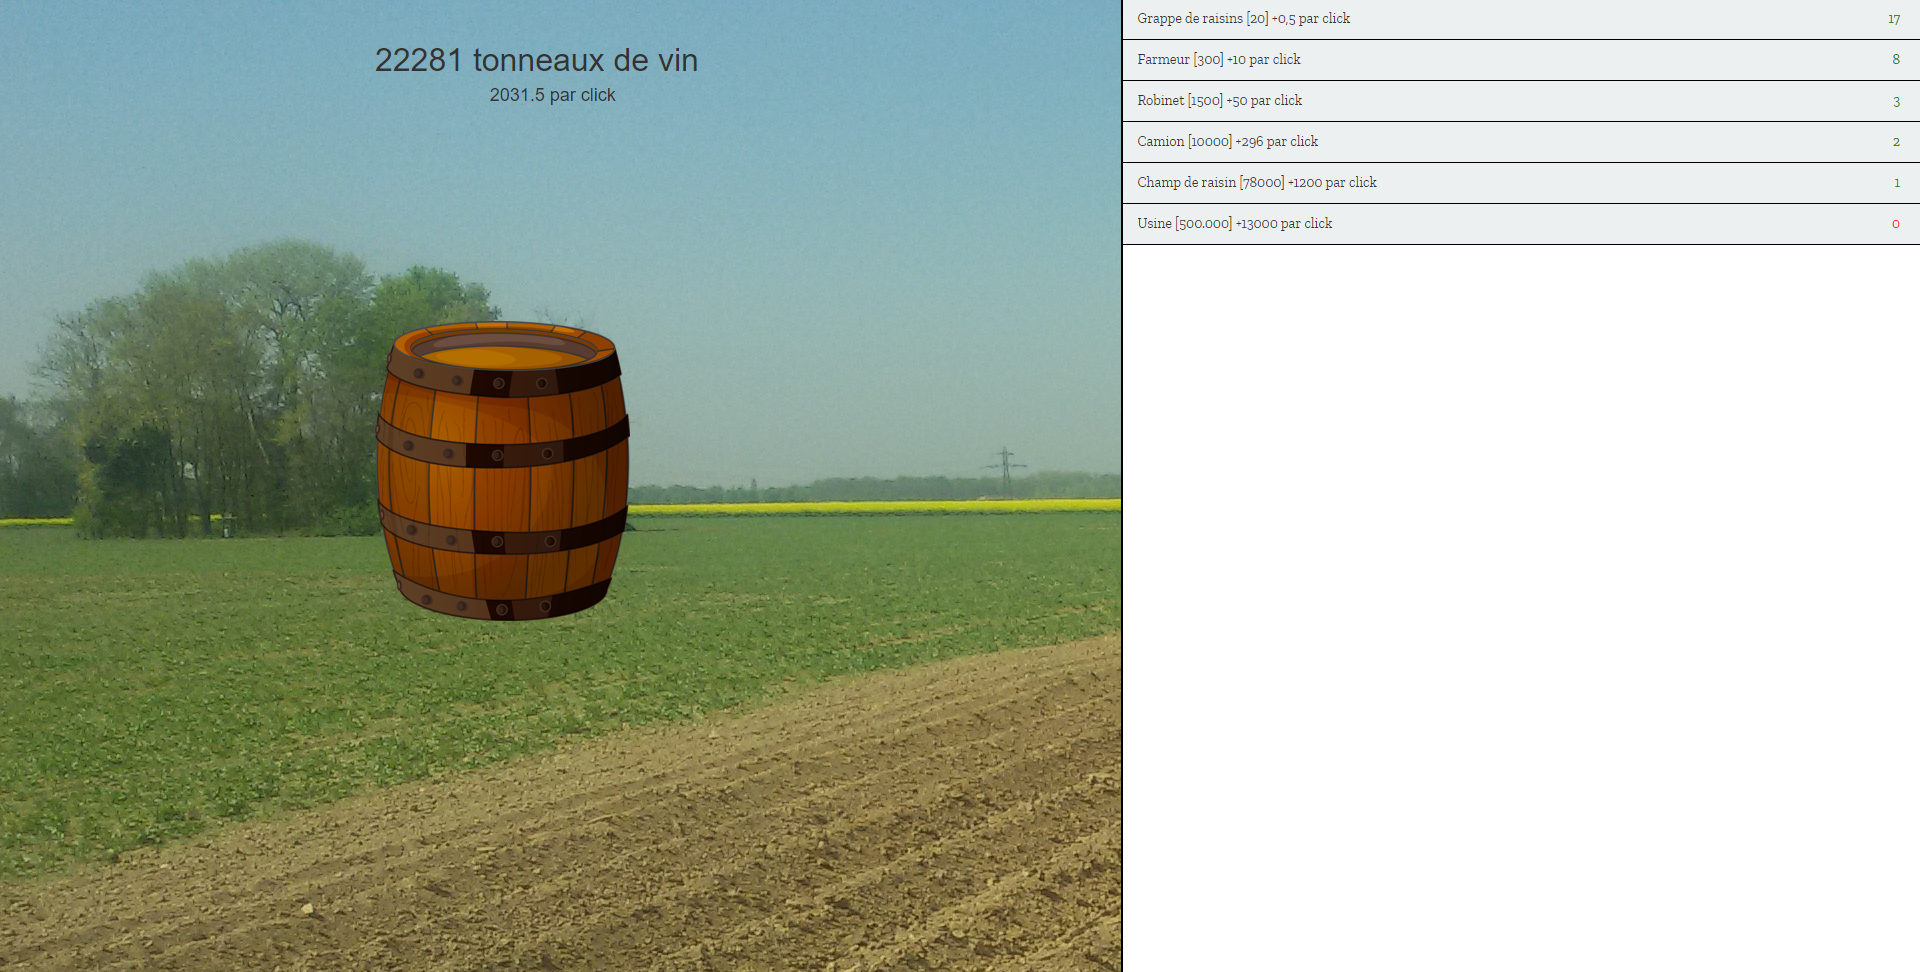 22281 tonneaux de vin
2031.5 par click
Grappe de raisins [20] +0,5 par click 17
Farmeur [300] +10 par click 8
Robinet [1500] +50 par click 3
Camion [10000] +296 par click 2
Champ de raisin [78000] +1200 par click 1
Usine [500.000] +13000 par click 0